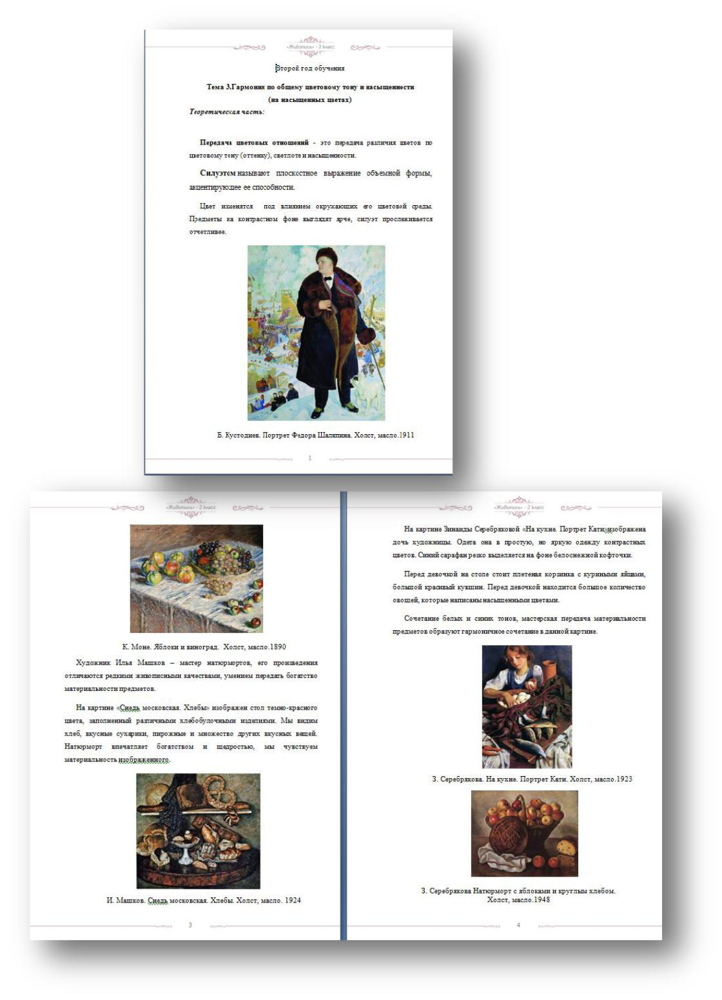 «Живопись» - 2 класс
Второй год обучения
Тема 3.Гармония по общему цветовому тону и насыщенности
(на насыщенных цветах)
Теоретическая часть:
Передача цветовых отношений - это передача различия цветов по
цветовому тону (оттенку), светлоте и насыщенности.
Силуэтом называют плоскостное выражение объемной формы,
акцентирующее ее способности.
Цвет изменятся под влиянием окружающих его цветовой среды.
Предметы на контрастном фоне выглядят ярче, силуэт прослеживается
отчетливее.
Б. Кустодиев. Портрет Федора Шаляпина. Холст, масло.1911
1
«Живопись» - 2 класс
К. Моне. Яблоки и виноград. Холст, масло.1890
Художник Илья Машков – мастер натюрмортов, его произведения
отличаются редкими живописными качествами, умением передать богатство
материальности предметов.
На картине «Снедь московская. Хлебы» изображен стол темно-красного
цвета, заполненный различными хлебобулочными изделиями. Мы видим
хлеб, вкусные сухарики, пирожные и множество других вкусных вещей.
Натюрморт впечатляет богатством и щедростью, мы чувствуем
материальность изображенного.
И. Машков. Снедь московская. Хлебы. Холст, масло. 1924
3
«Живопись» - 2 класс
На картине Зинаиды Серебряковой «На кухне. Портрет Кати»изображена
дочь художницы. Одета она в простую, но яркую одежду контрастных
цветов. Синий сарафан резко выделяется на фоне белоснежной кофточки.
Перед девочкой на столе стоит плетеная корзинка с куриными яйцами,
большой красивый кувшин. Перед девочкой находится большое количество
овощей, которые написаны насыщенными цветами.
Сочетание белых и синих тонов, мастерская передача материальности
предметов образуют гармоничное сочетание в данной картине.
З. Серебрякова. На кухне. Портрет Кати. Холст, масло.1923
З. Серебрякова Натюрморт с яблоками и круглым хлебом.
Холст, масло.1948
4